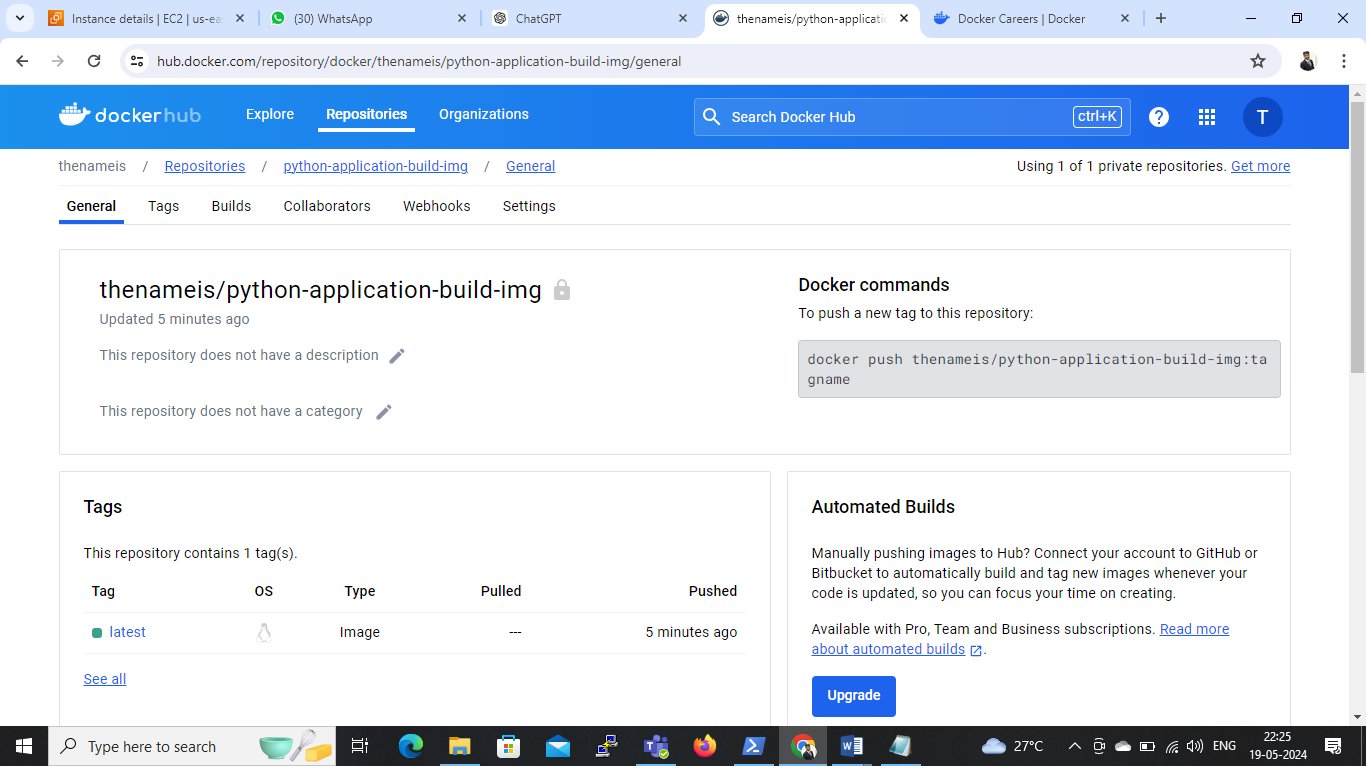 Instance details | EC2 | us-ea
(30) WhatsApp
ChatGPT
thenameis/python-applicatio
Docker Careers | Docker
hub.docker.com/repository/docker/thenameis/python-application-build-img/general
dockerhub
Explore
Repositories
Organizations
Search Docker Hub
ctrl+K
?
T
thenameis / Repositories / python-application-build-img / General
Using 1 of 1 private repositories. Get more
General
Tags
Builds
Collaborators
Webhooks
Settings
thenameis/python-application-build-img
Updated 5 minutes ago
This repository does not have a description
This repository does not have a category
Docker commands
To push a new tag to this repository:
docker push thenameis/python-application-build-img:ta
gname
Tags
This repository contains 1 tag(s).
Tag OS Type Pulled Pushed
latest Image --- 5 minutes ago
See all
Automated Builds
Manually pushing images to Hub? Connect your account to GitHub or
Bitbucket to automatically build and tag new images whenever your
code is updated, so you can focus your time on creating.
Available with Pro, Team and Business subscriptions. Read more
about automated builds .
Upgrade
Type here to search
27°C
ENG
22:25
19-05-2024